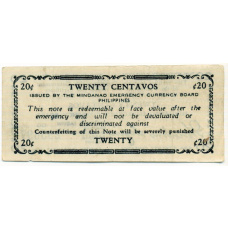 20¢ TWENTY CENTAVOS ¢20
ISSUED BY THE MINDANAO EMERGENCY CURRENCY BOARD
PHILIPPINES
This note is redeemable at face value after the
emergency and will not be devaluated or
discriminated against
Counterfeiting of this Note will be severely punished
20¢ TWENTY ¢20